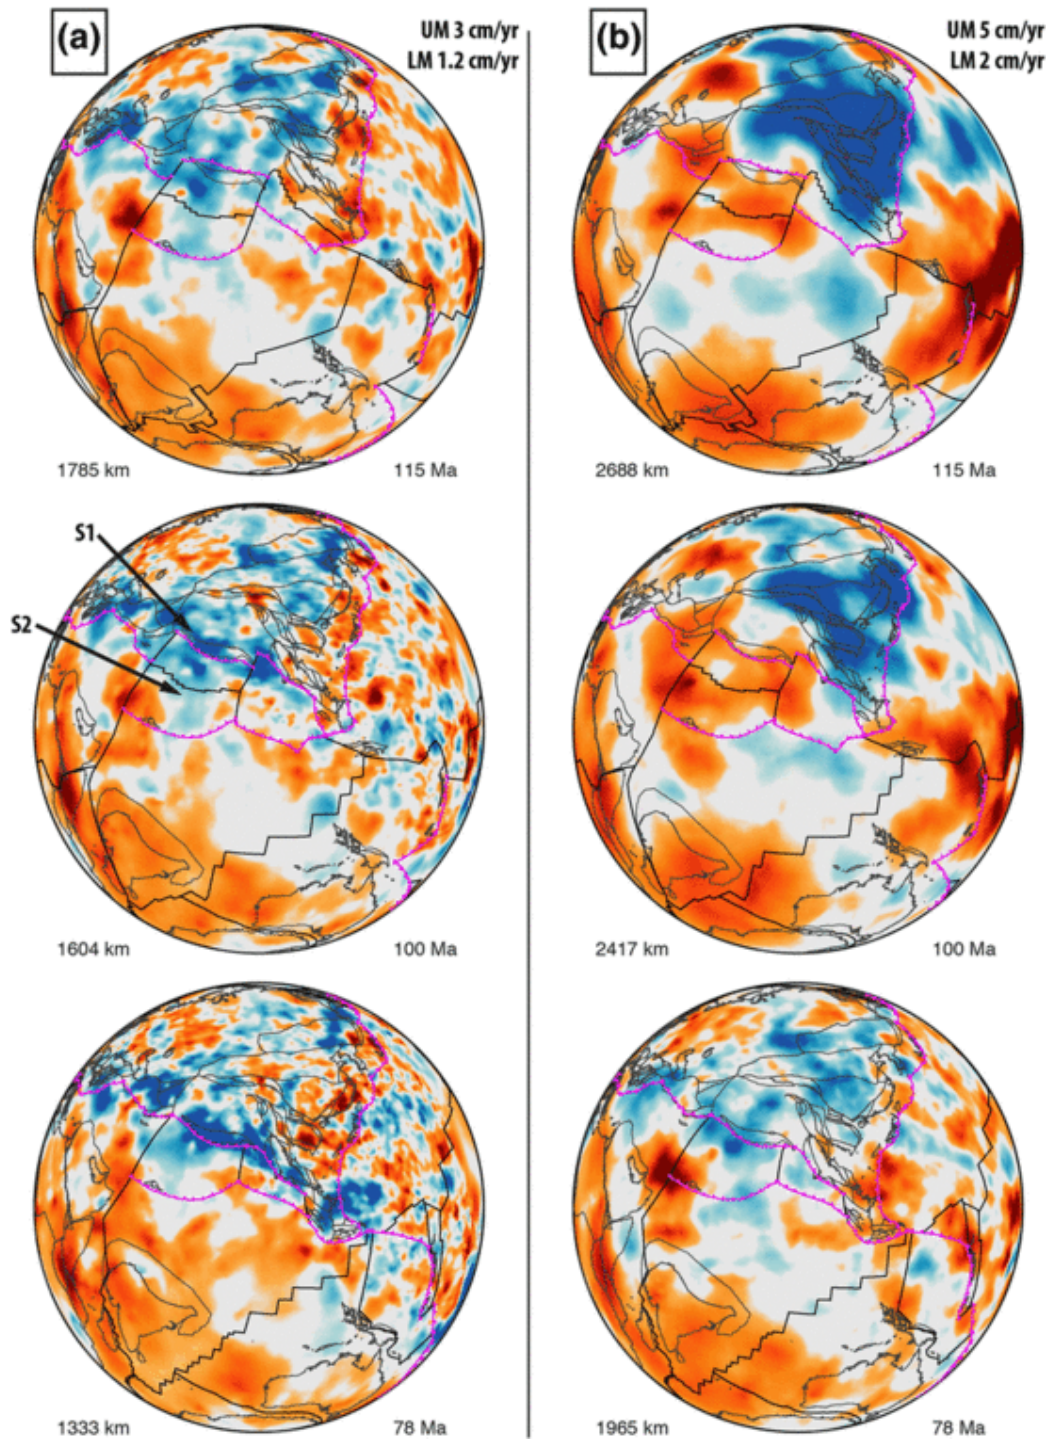 (a)
UM 3 cm/yr
LM 1.2 cm/yr
(b)
UM 5 cm/yr
LM 2 cm/yr
1785 km
115 Ma
2688 km
115 Ma
S1
S2
1604 km
100 Ma
2417 km
100 Ma
1333 km
78 Ma
1965 km
78 Ma